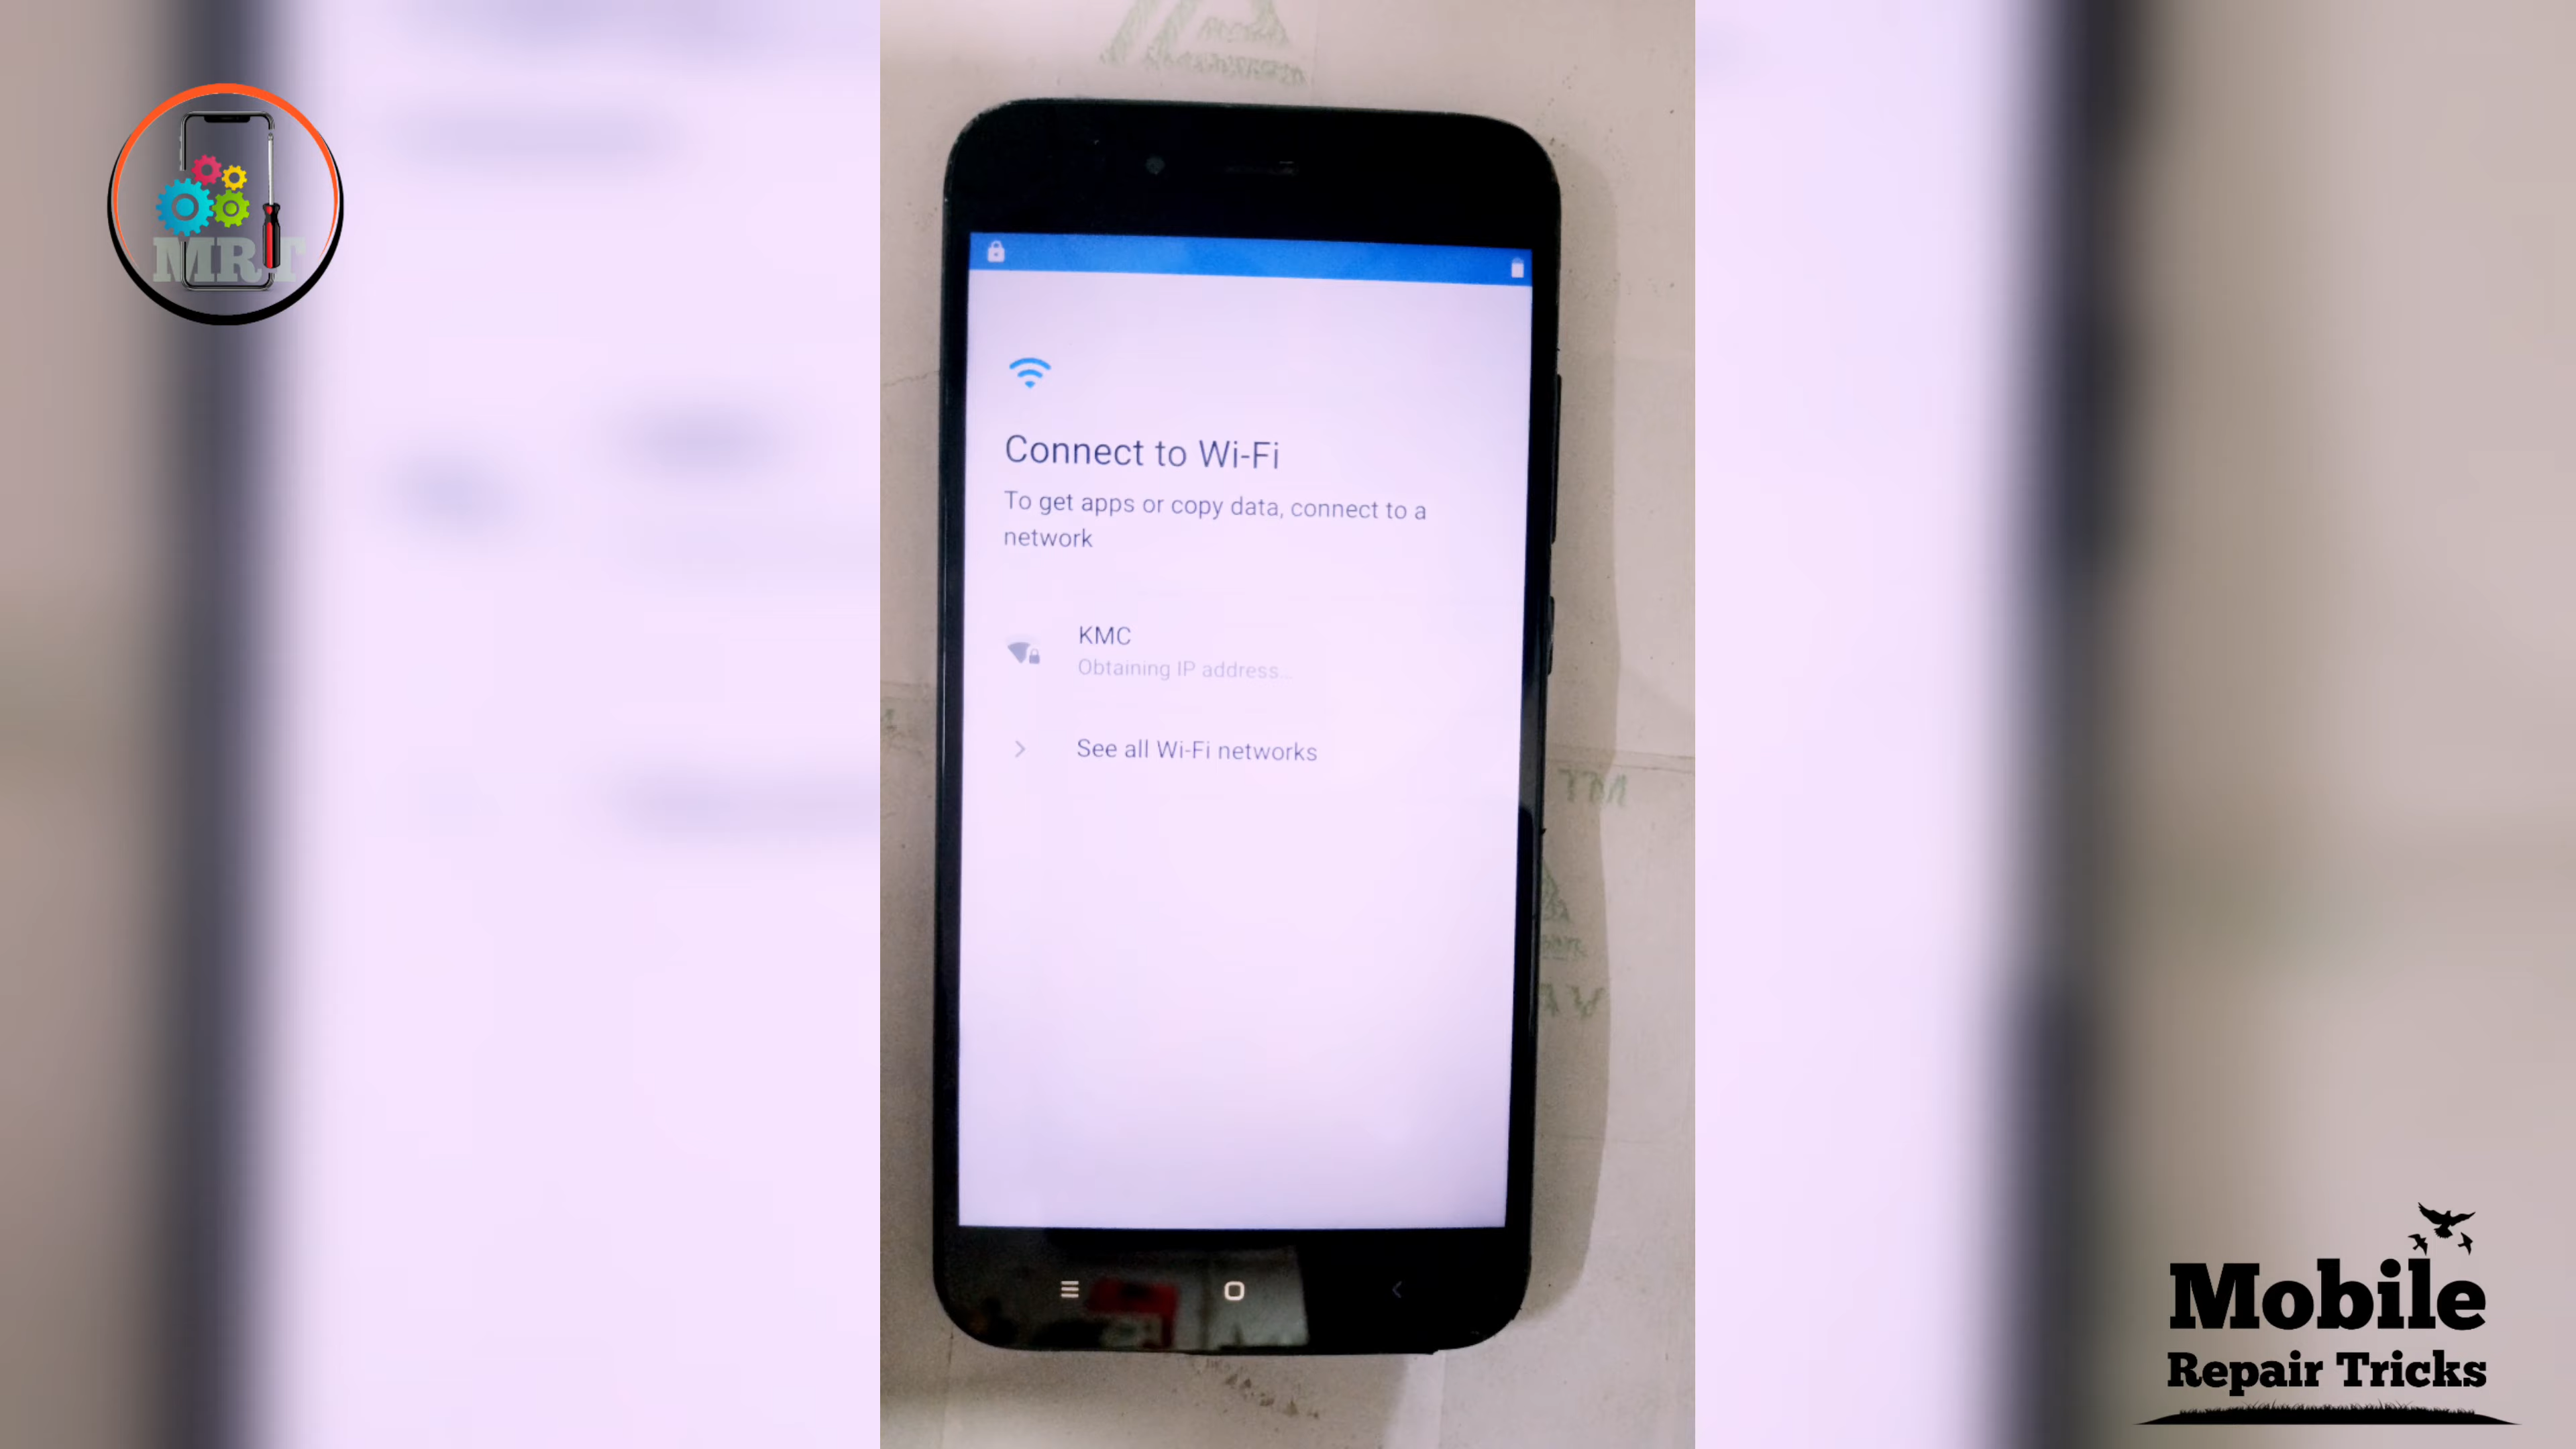 MRT
Connect to Wi-Fi
To get apps or copy data, connect to a
network
KMC
Obtaining IP address...
See all Wi-Fi networks
Mobile
Repair Tricks